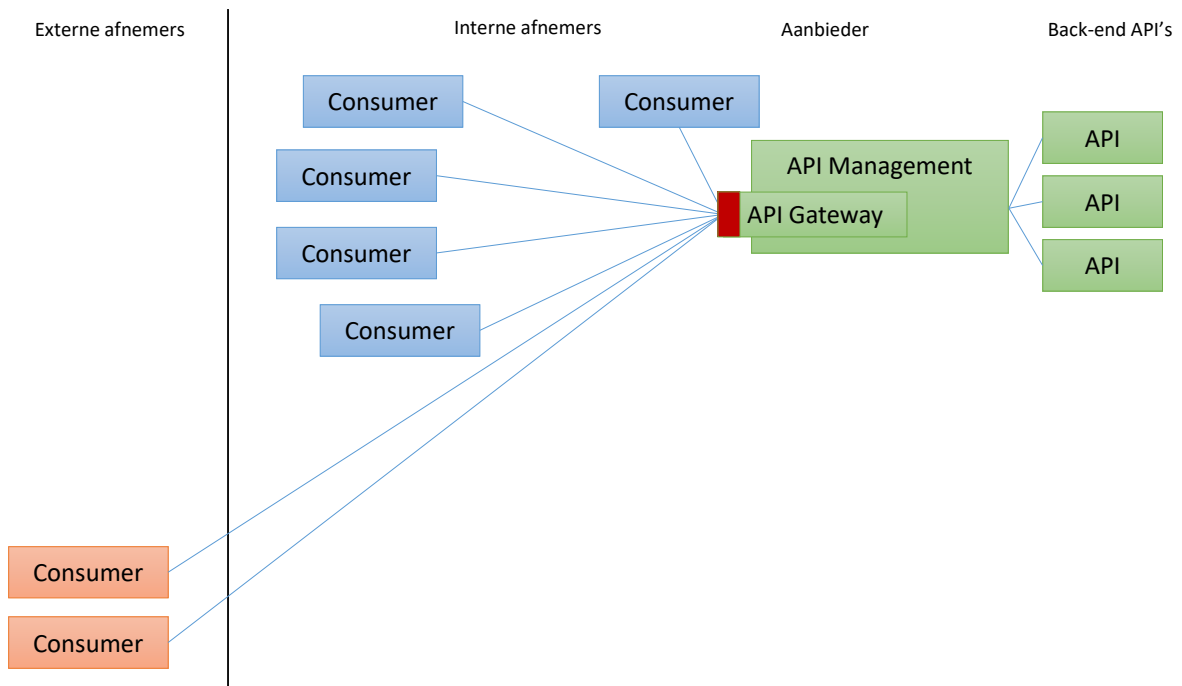 Externe afnemers
Interne afnemers
Aanbieder
Back-end API’s
Consumer
Consumer
API
API Management
Consumer
API
API Gateway
Consumer
API
Consumer
Consumer
Consumer